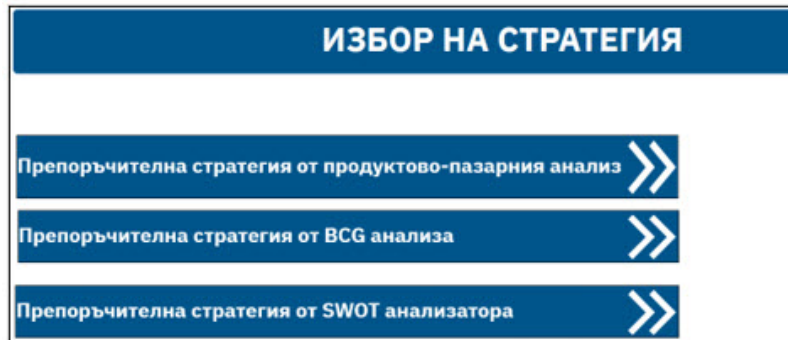 ИЗБОР НА СТРАТЕГИЯ
Препоръчителна стратегия от продуктово-пазарния анализ
Препоръчителна стратегия от BCG анализа
Препоръчителна стратегия от SWOT анализатора